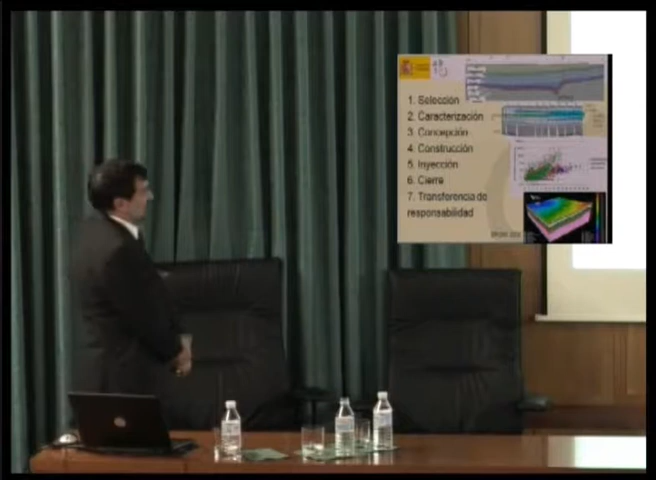 1. Selección
2. Caracterización
3. Concepción
4. Construcción
5. Inyección
6. Cierre
7. Transferencia de
responsabilidad